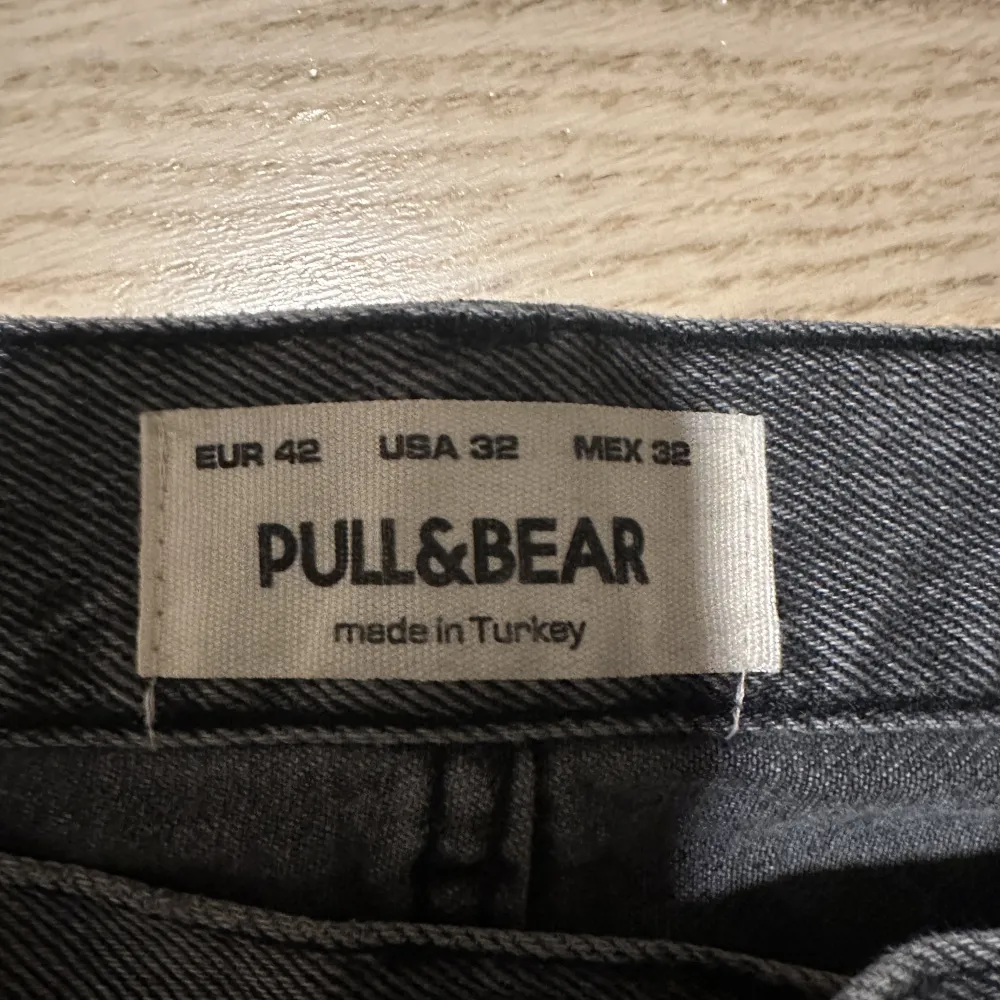 EUR 42 USA 32 MEX 32
PULL&BEAR
made in Turkey